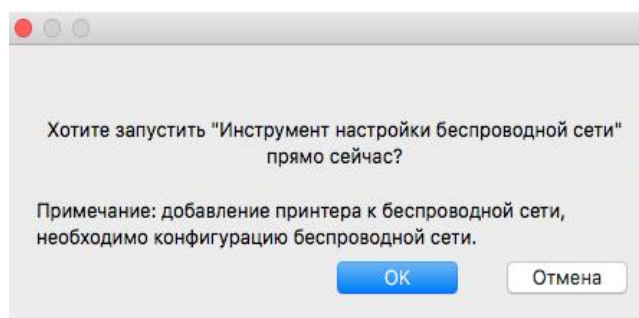 Хотите запустить "Инструмент настройки беспроводной сети"
прямо сейчас?
Примечание: добавление принтера к беспроводной сети,
необходимо конфигурацию беспроводной сети.
OK
Отмена